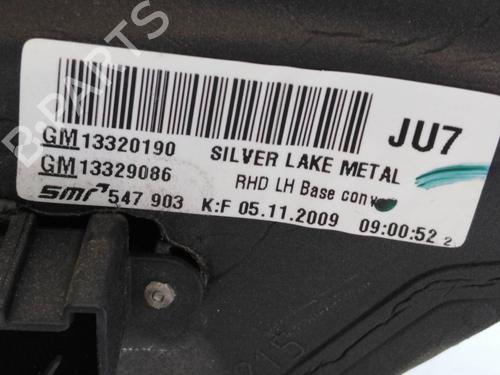 JU7
GM 13320190 SILVER LAKE METAL
GM 13329086 RHD LH Base conv
smr 547 903 K:F 05.11.2009 09:00:52 2
B-PARTS